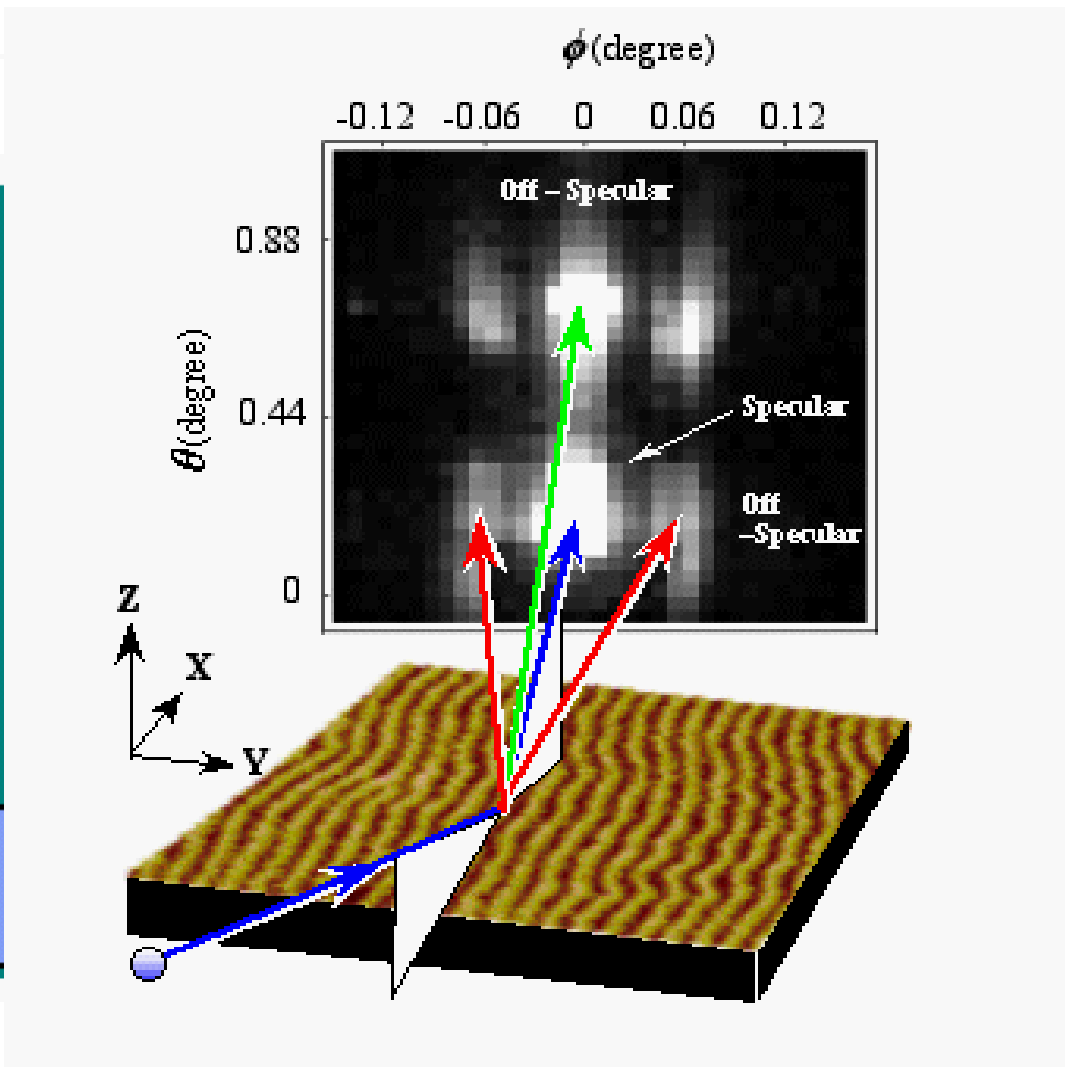 ϕ(degree)
-0.12 -0.06 0 0.06 0.12
Off – Specular
0.88
θ(degree)
0.44
Specular
Off
–Specular
0
Z
X
Y